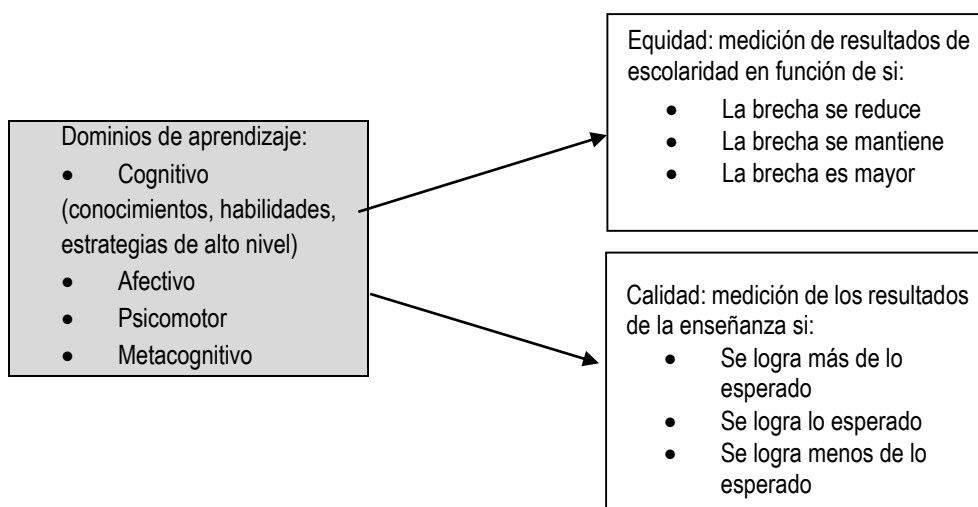 Dominios de aprendizaje:
• Cognitivo
(conocimientos, habilidades,
estrategias de alto nivel)
• Afectivo
• Psicomotor
• Metacognitivo
Equidad: medición de resultados de
escolaridad en función de si:
• La brecha se reduce
• La brecha se mantiene
• La brecha es mayor
Calidad: medición de los resultados
de la enseñanza si:
• Se logra más de lo
esperado
• Se logra lo esperado
• Se logra menos de lo
esperado